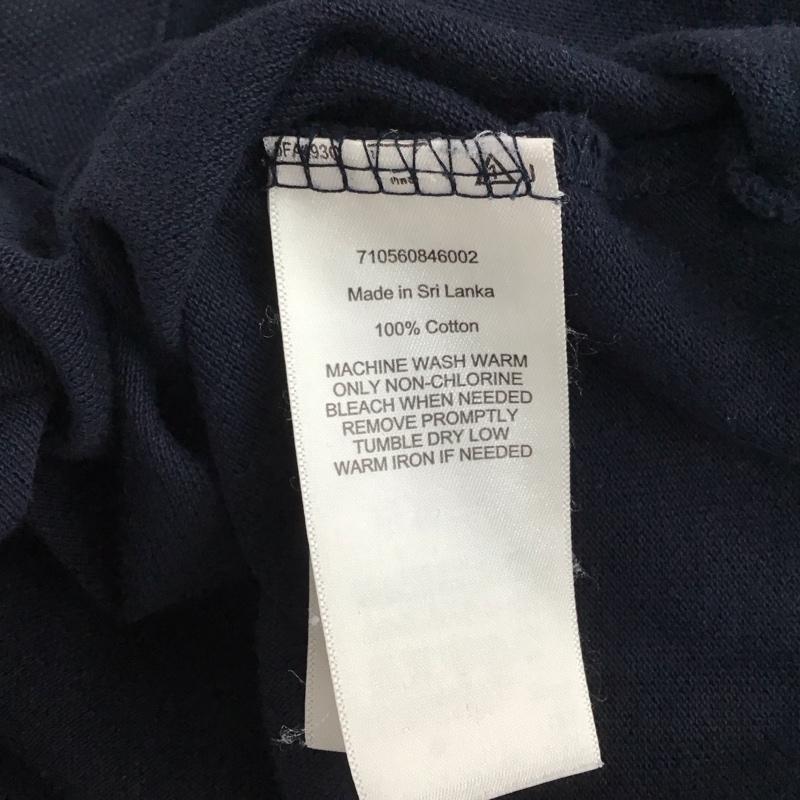 710560846002
Made in Sri Lanka
100% Cotton
MACHINE WASH WARM
ONLY NON-CHLORINE
BLEACH WHEN NEEDED
REMOVE PROMPTLY
TUMBLE DRY LOW
WARM IRON IF NEEDED